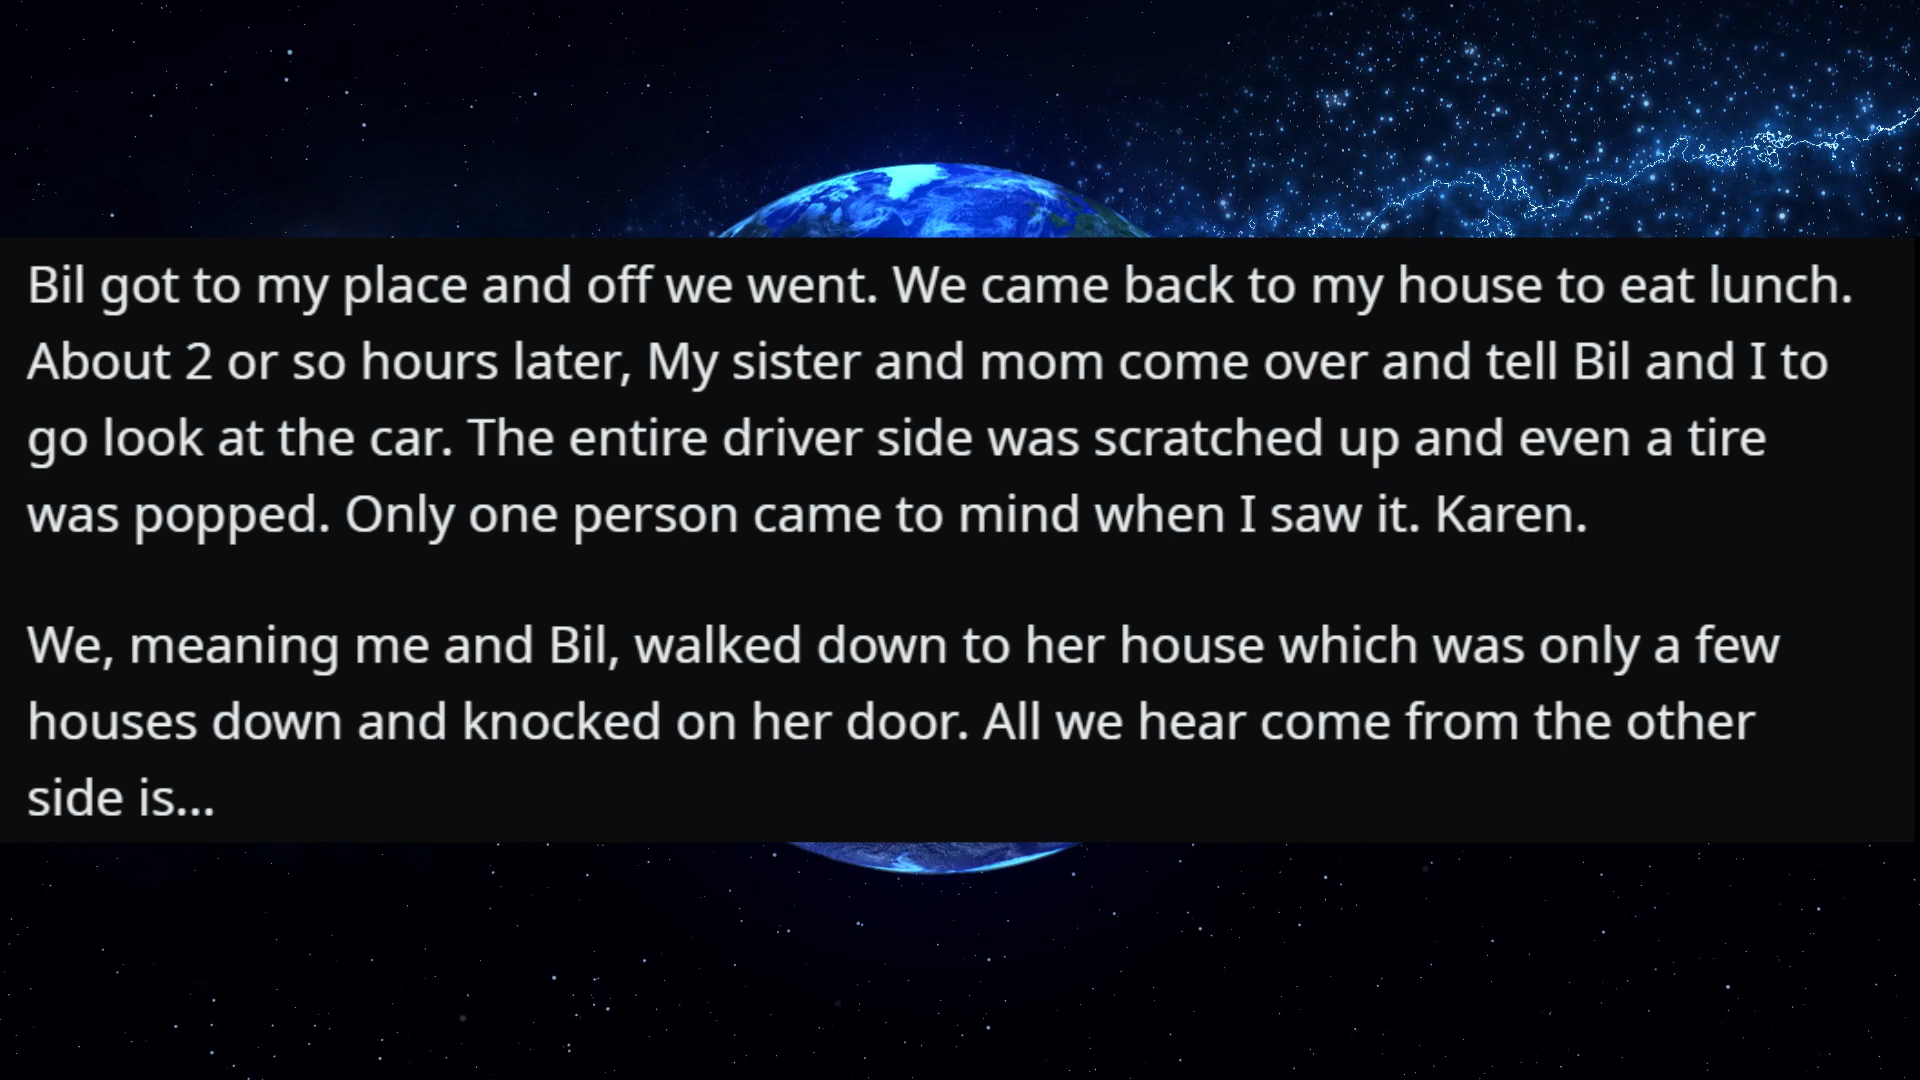 Bil got to my place and off we went. We came back to my house to eat lunch.
About 2 or so hours later, My sister and mom come over and tell Bil and I to
go look at the car. The entire driver side was scratched up and even a tire
was popped. Only one person came to mind when I saw it. Karen.
We, meaning me and Bil, walked down to her house which was only a few
houses down and knocked on her door. All we hear come from the other
side is...